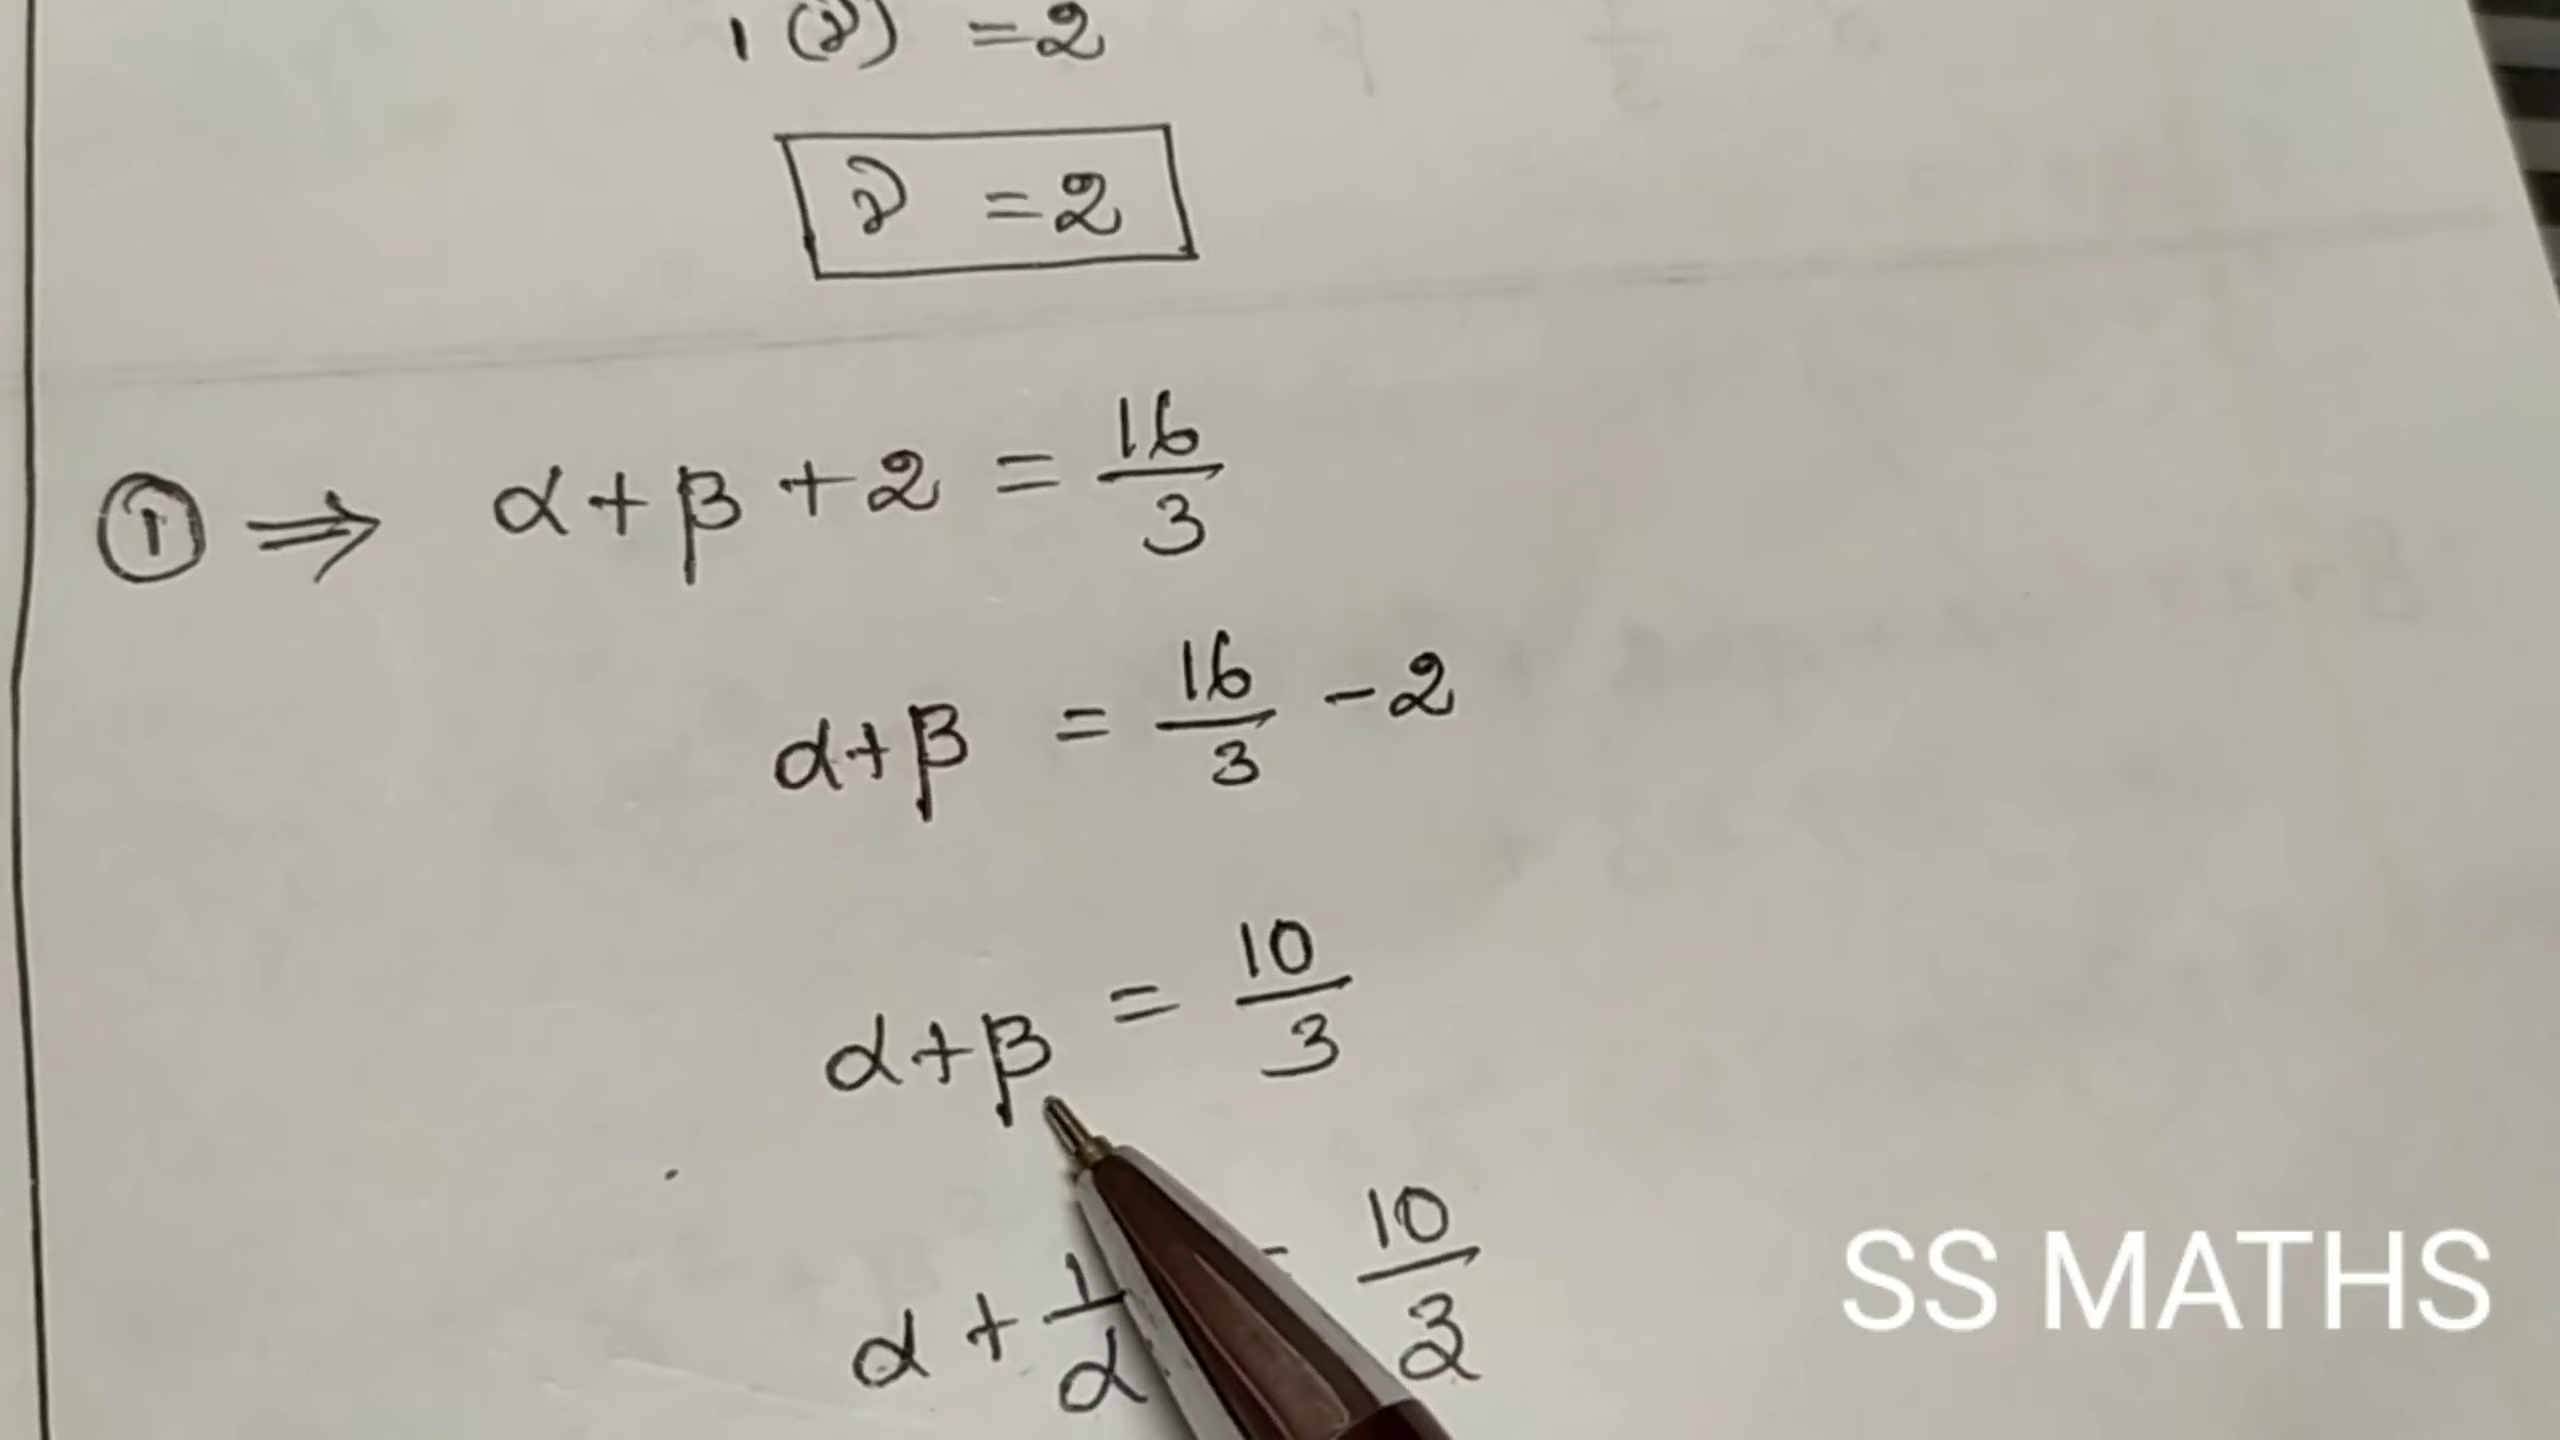 1 (γ) = 2
γ = 2
① ⇒ α + β + 2 = 16/3
α + β = 16/3 - 2
α + β = 10/3
α + 1/α = 10/3
SS MATHS